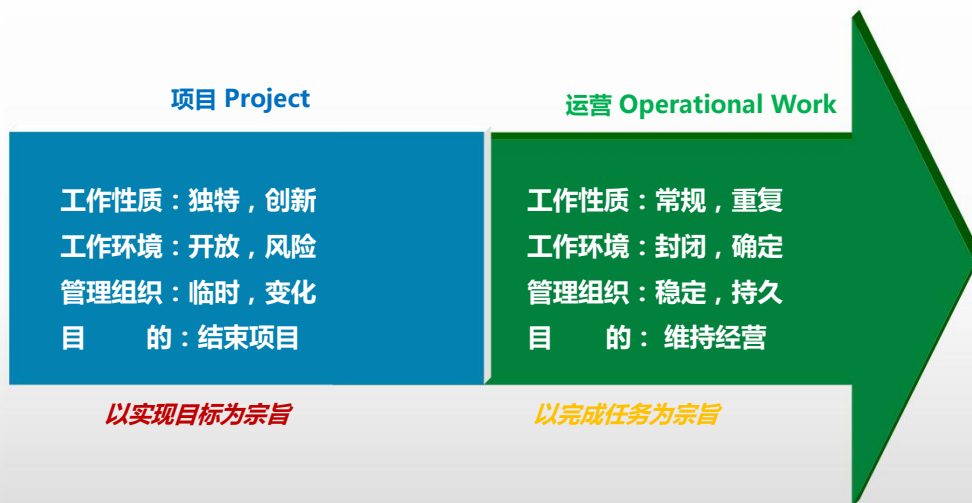 项目 Project
工作性质：独特，创新
工作环境：开放，风险
管理组织：临时，变化
目 的：结束项目
以实现目标为宗旨
运营 Operational Work
工作性质：常规，重复
工作环境：封闭，确定
管理组织：稳定，持久
目 的： 维持经营
以完成任务为宗旨